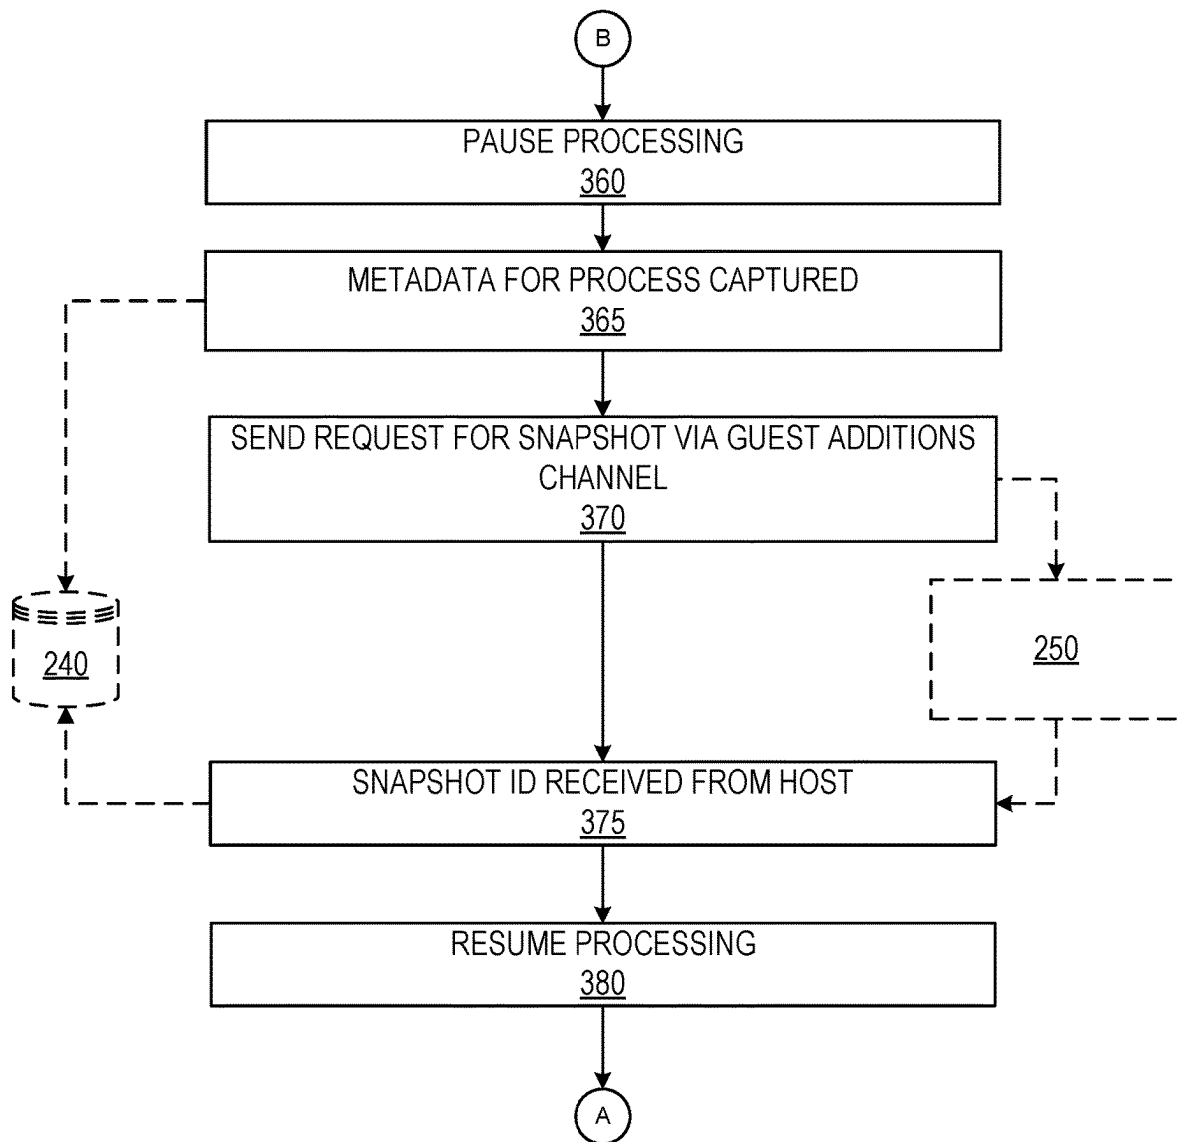 B
PAUSE PROCESSING
360
METADATA FOR PROCESS CAPTURED
365
SEND REQUEST FOR SNAPSHOT VIA GUEST ADDITIONS
CHANNEL
370
240
250
SNAPSHOT ID RECEIVED FROM HOST
375
RESUME PROCESSING
380
A